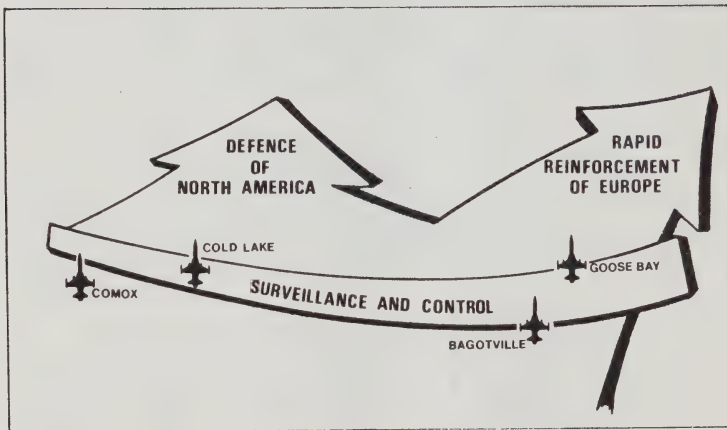 DEFENCE
OF
NORTH AMERICA
RAPID
REINFORCEMENT
OF EUROPE
COLD LAKE
GOOSE BAY
COMOX
SURVEILLANCE AND CONTROL
BAGOTVILLE